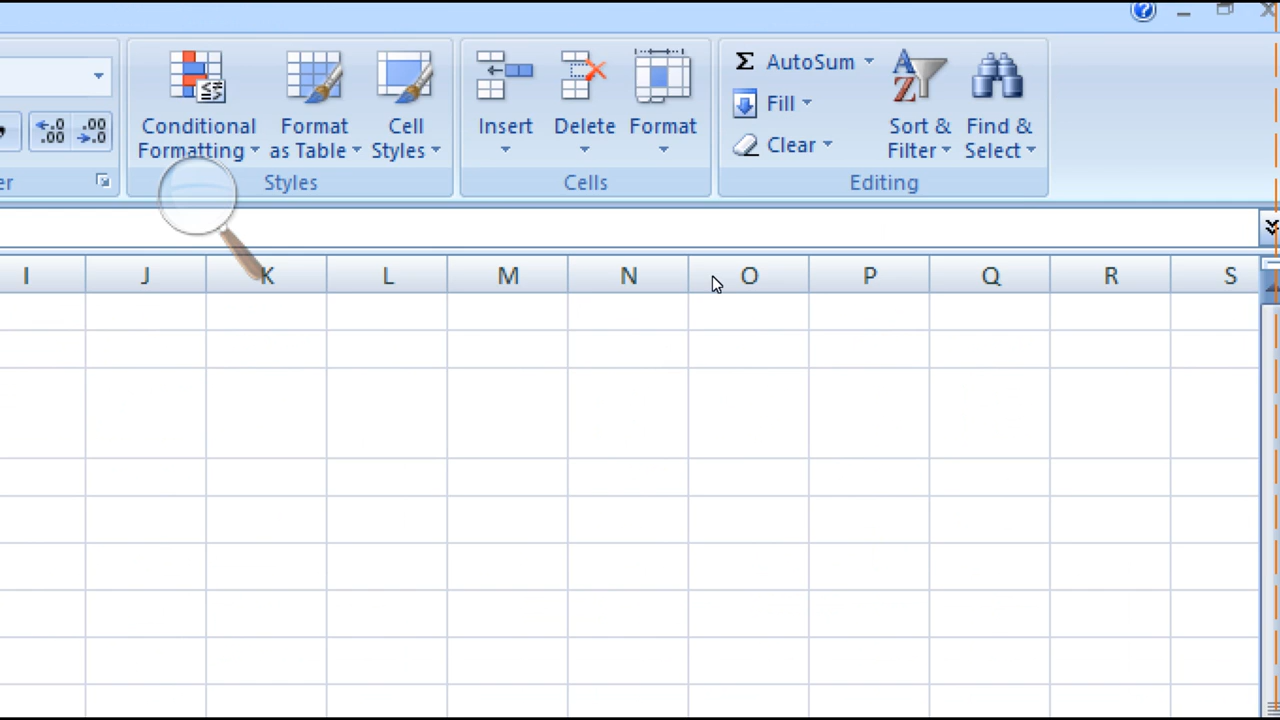 Σ AutoSum
Fill
Clear
Conditional
Formatting
Format
as Table
Cell
Styles
Insert
Delete
Format
Sort &
Filter
Find &
Select
er
Styles
Cells
Editing
I J K L M N O P Q R S